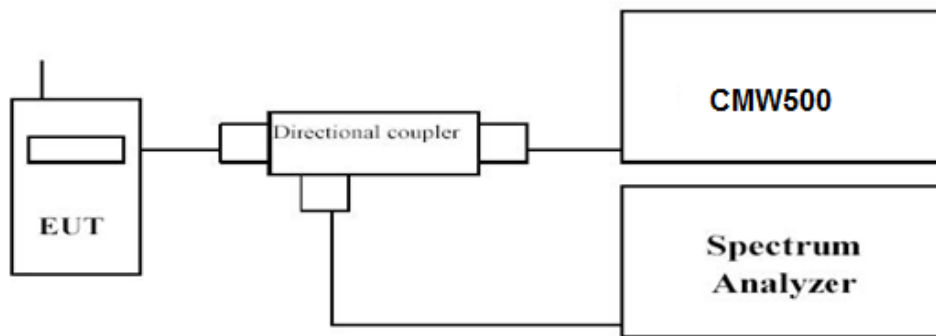 CMW500
Directional coupler
EUT
Spectrum
Analyzer